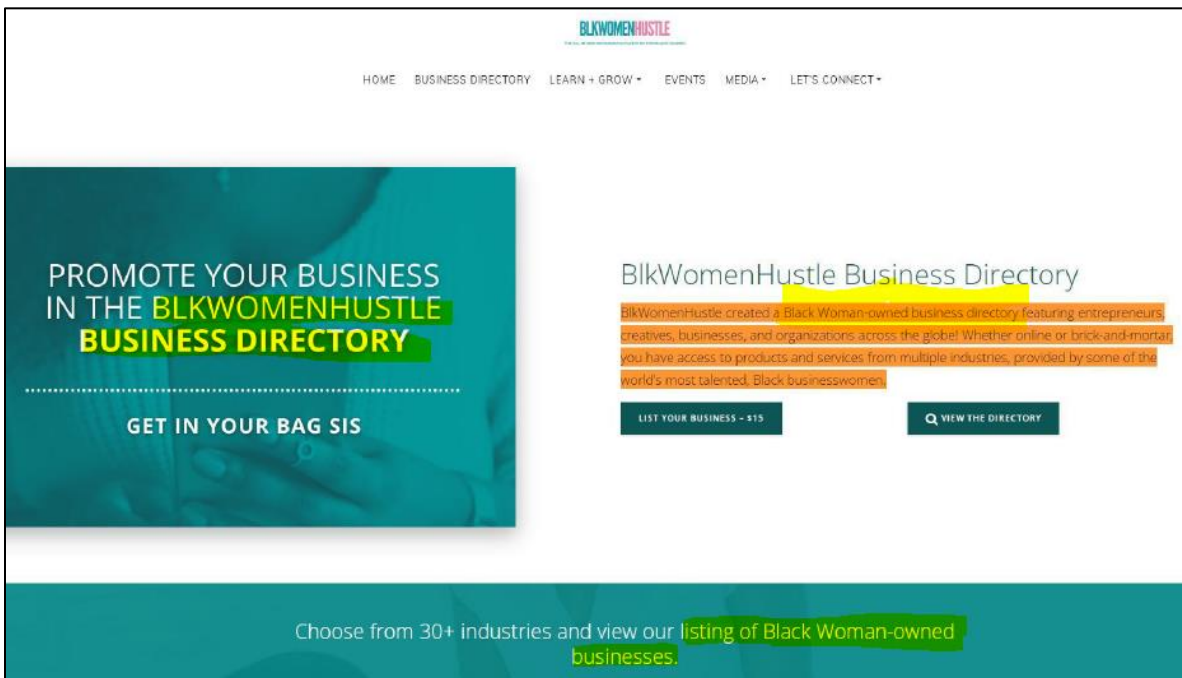 BLKWOMENHUSTLE
HOME BUSINESS DIRECTORY LEARN + GROW EVENTS MEDIA LET'S CONNECT
PROMOTE YOUR BUSINESS
IN THE BLKWOMENHUSTLE
BUSINESS DIRECTORY
GET IN YOUR BAG SIS
BlkWomenHustle Business Directory
BlkWomenHustle created a Black Woman-owned business directory featuring entrepreneurs,
creatives, businesses, and organizations across the globe! Whether online or brick-and-mortar,
you have access to products and services from multiple industries, provided by some of the
world's most talented, Black businesswomen.
LIST YOUR BUSINESS – $15
VIEW THE DIRECTORY
Choose from 30+ industries and view our listing of Black Woman-owned
businesses.